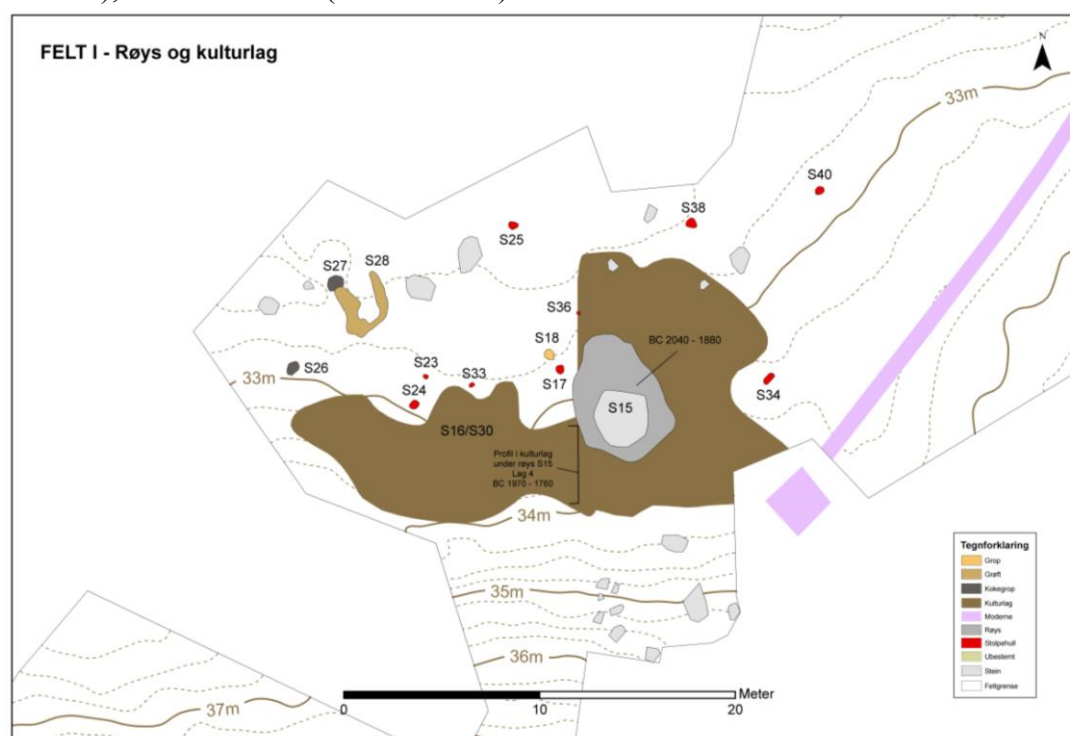 FELT I - Røys og kulturlag
N
33m
S40
S38
S25
S28
S27
S36
S18
BC 2040 - 1880
S26
S23
S33
S17
33m
S24
S34
S15
S16/S30
Profil i kulturlag
under røys S15
Lag 4
BC 1970 - 1760
34m
35m
36m
37m
Meter
0
10
20
Tegnforklaring
Grop
Grøft
Kokegrop
Kulturlag
Moderne
Røys
Stolpehull
Ubestemt
Stein
Feltgrense